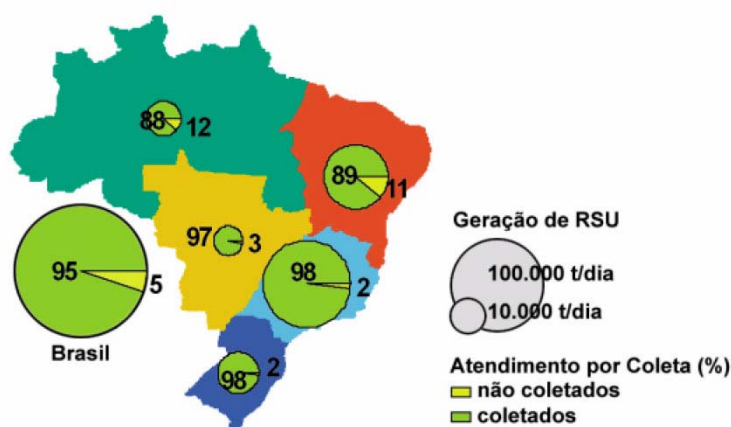 88
12
89
11
97
3
98
2
95
5
Brasil
98
2
Geração de RSU
100.000 t/dia
10.000 t/dia
Atendimento por Coleta (%)
não coletados
coletados